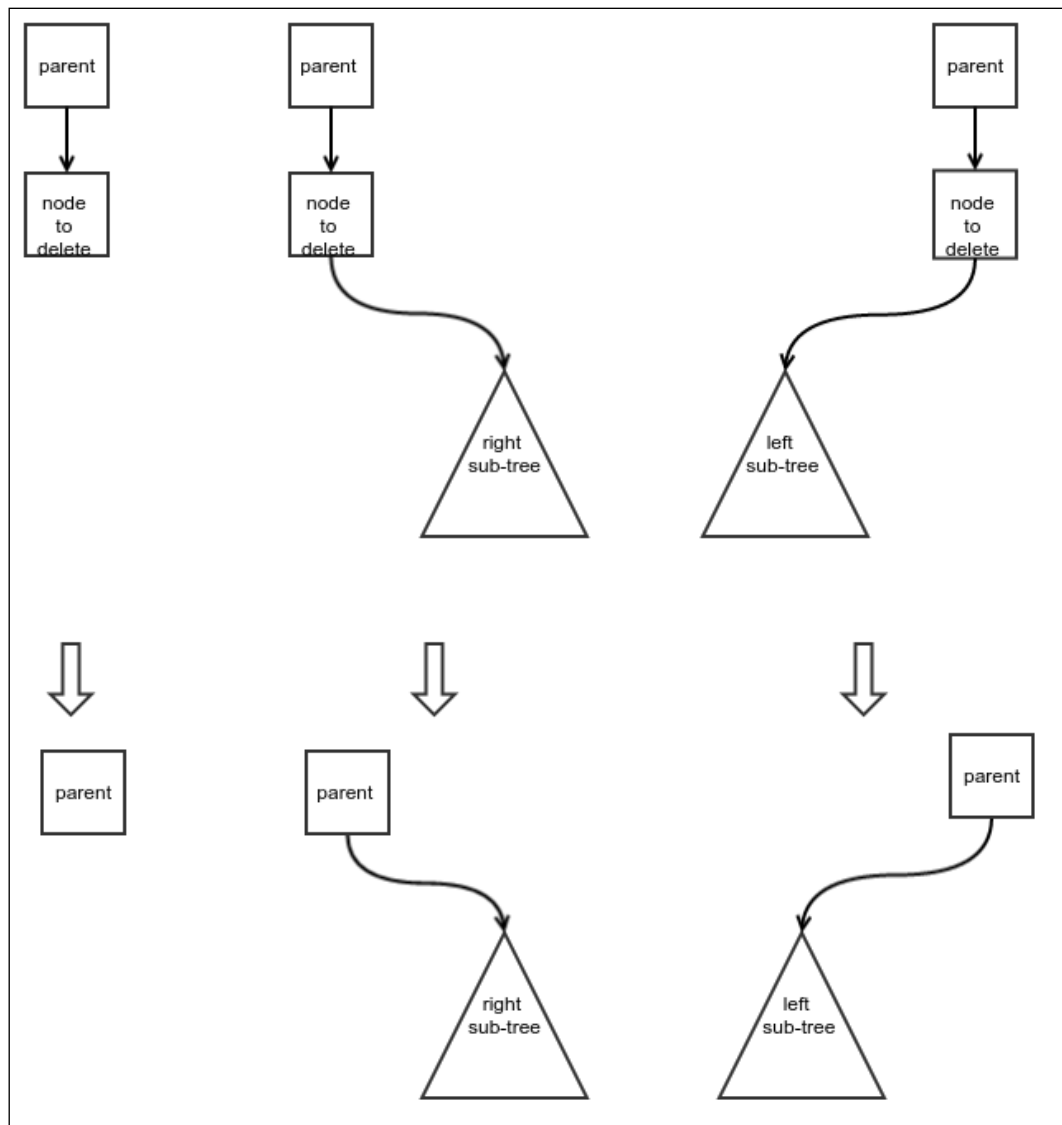 parent
parent
parent
node
to
delete
node
to
delete
node
to
delete
right
sub-tree
left
sub-tree
parent
parent
parent
right
sub-tree
left
sub-tree